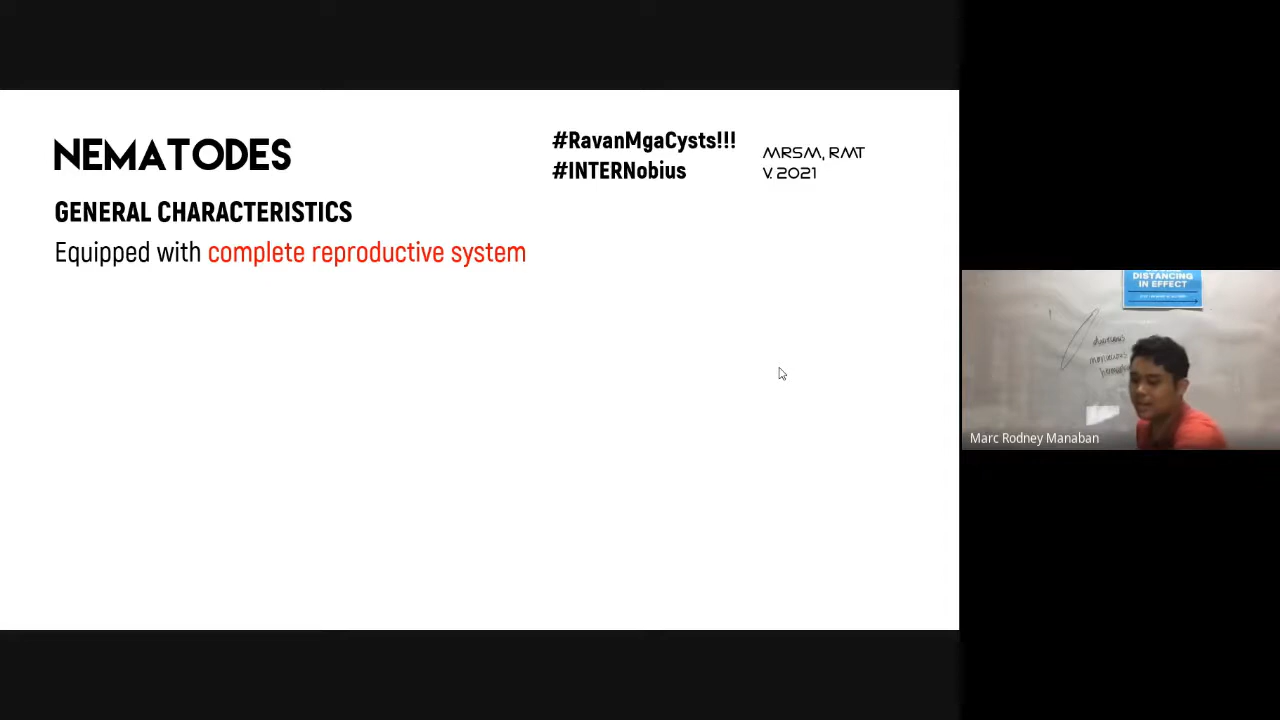 NEMATODES
#RavanMgaCysts!!!
#INTERNobius
MRSM, RMT
V. 2021
GENERAL CHARACTERISTICS
Equipped with complete reproductive system
DISTANCING
IN EFFECT
Marc Rodney Manaban